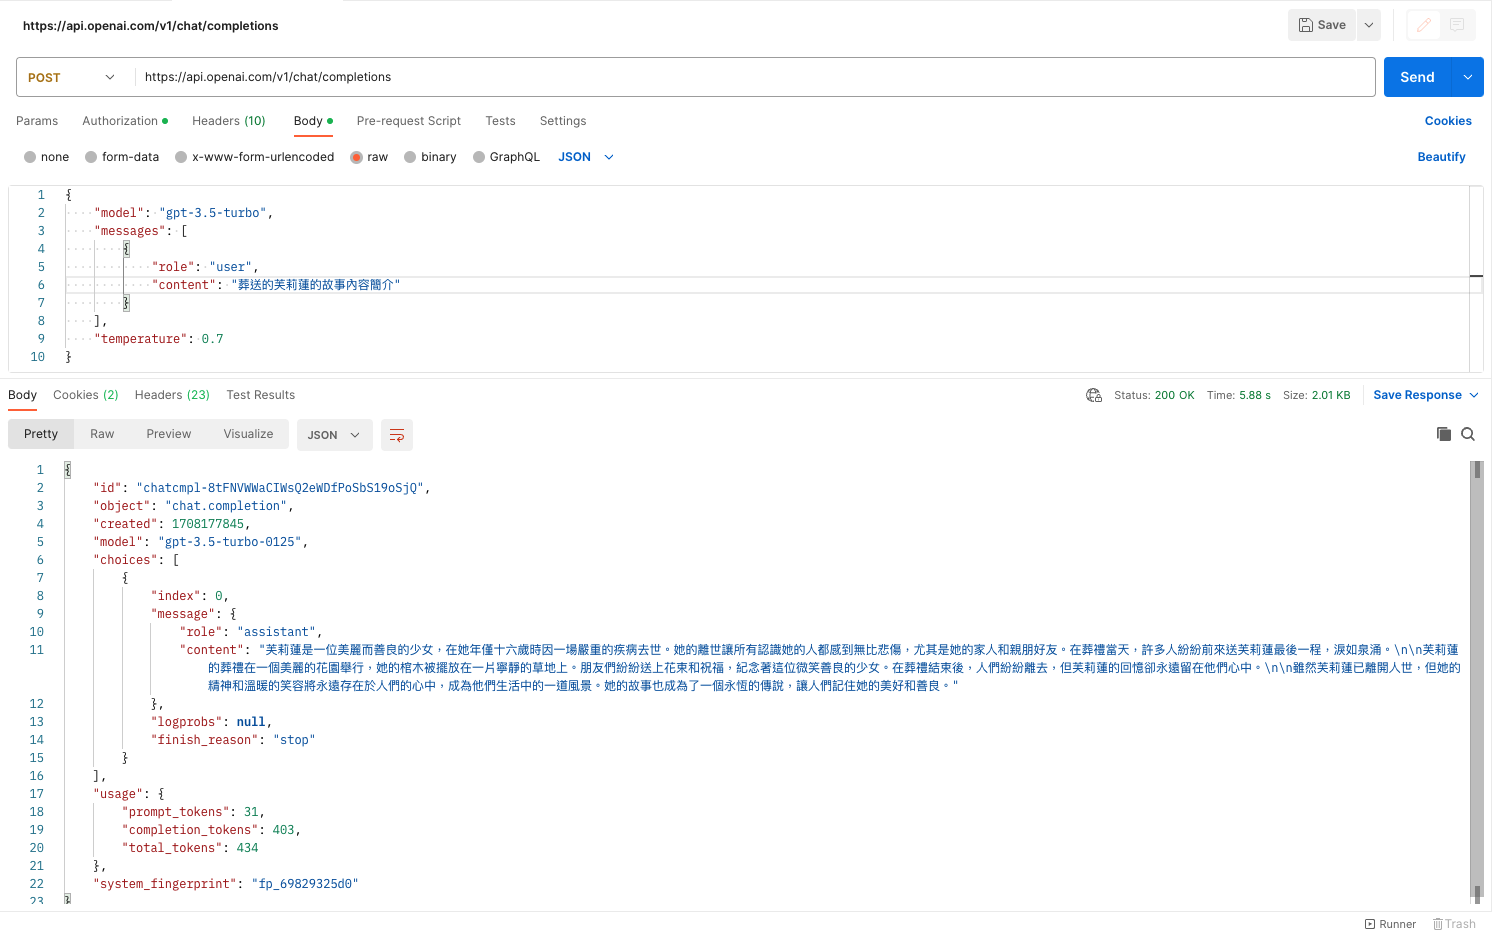 https://api.openai.com/v1/chat/completions
Save
POST https://api.openai.com/v1/chat/completions Send
Params Authorization Headers (10) Body Pre-request Script Tests Settings Cookies
none form-data x-www-form-urlencoded raw binary GraphQL JSON Beautify
1 {
2 "model": "gpt-3.5-turbo",
3 "messages": [
4 {
5 "role": "user",
6 "content": "葬送的芙莉蓮的故事內容簡介"
7 }
8 ],
9 "temperature": 0.7
10 }
Body Cookies (2) Headers (23) Test Results Status: 200 OK Time: 5.88 s Size: 2.01 KB Save Response
Pretty Raw Preview Visualize JSON
1 {
2 "id": "chatcmpl-8tFNVWWaCIWsQ2eWDfPoSbS19oSjQ",
3 "object": "chat.completion",
4 "created": 1708177845,
5 "model": "gpt-3.5-turbo-0125",
6 "choices": [
7 {
8 "index": 0,
9 "message": {
10 "role": "assistant",
11 "content": "芙莉蓮是一位美麗而善良的少女，在她年僅十六歲時因一場嚴重的疾病去世。她的離世讓所有認識她的人都感到無比悲傷，尤其是她的家人和親朋好友。在葬禮當天，許多人紛紛前來送芙莉蓮最後一程，淚如泉涌。\n\n芙莉蓮
的葬禮在一個美麗的花園舉行，她的棺木被擺放在一片寧靜的草地上。朋友們紛紛送上花束和祝福，紀念著這位微笑善良的少女。在葬禮結束後，人們紛紛離去，但芙莉蓮的回憶卻永遠留在他們心中。\n\n雖然芙莉蓮已離開人世，但她的
精神和溫暖的笑容將永遠存在於人們的心中，成為他們生活中的一道風景。她的故事也成為了一個永恆的傳說，讓人們記住她的美好和善良。"
12 },
13 "logprobs": null,
14 "finish_reason": "stop"
15 }
16 ],
17 "usage": {
18 "prompt_tokens": 31,
19 "completion_tokens": 403,
20 "total_tokens": 434
21 },
22 "system_fingerprint": "fp_69829325d0"
23 }
Runner Trash